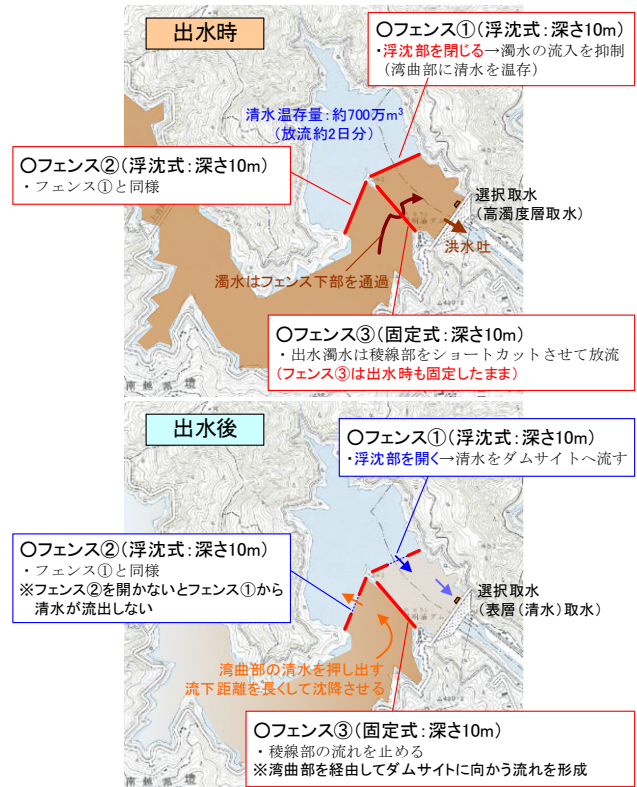 出水時
○フェンス①(浮沈式:深さ10m)
・浮沈部を閉じる→濁水の流入を抑制
(湾曲部に清水を温存)
清水温存量:約700万m³
(放流約2日分)
○フェンス②(浮沈式:深さ10m)
・フェンス①と同様
選択取水
(高濁度層取水)
洪水吐
濁水はフェンス下部を通過
○フェンス③(固定式:深さ10m)
・出水濁水は稜線部をショートカットさせて放流
(フェンス③は出水時も固定したまま)
出水後
○フェンス①(浮沈式:深さ10m)
・浮沈部を開く→清水をダムサイトへ流す
○フェンス②(浮沈式:深さ10m)
・フェンス①と同様
※フェンス②を開かないとフェンス①から
清水が流出しない
選択取水
(表層(清水)取水)
湾曲部の清水を押し出す
流下距離を長くして沈降させる
○フェンス③(固定式:深さ10m)
・稜線部の流れを止める
※湾曲部を経由してダムサイトに向かう流れを形成